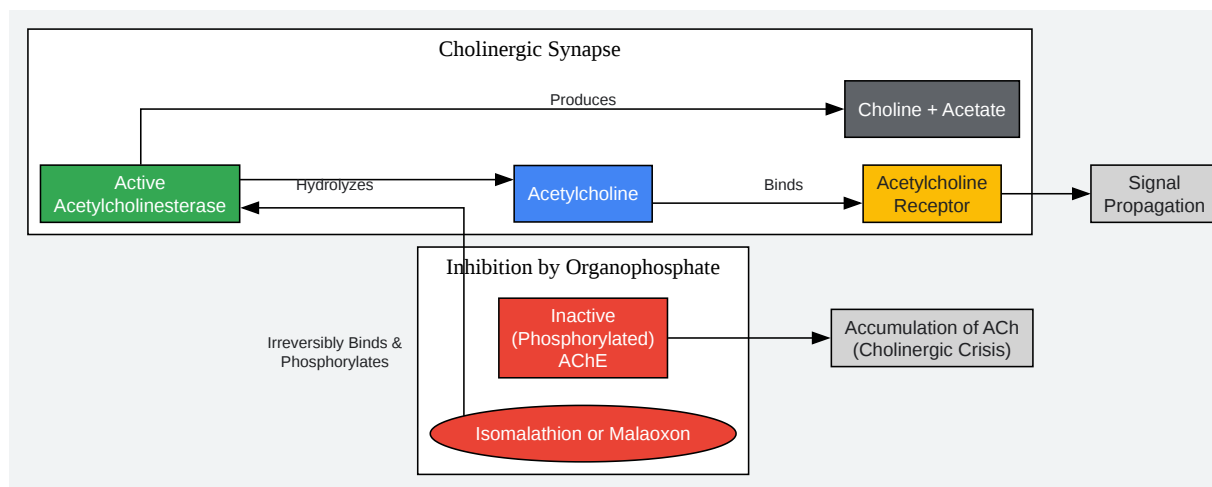 Cholinergic Synapse
Produces
Choline + Acetate
Active
Acetylcholinesterase
Hydrolyzes
Acetylcholine
Binds
Acetylcholine
Receptor
Signal
Propagation
Inhibition by Organophosphate
Irreversibly Binds &
Phosphorylates
Inactive
(Phosphorylated)
AChE
Accumulation of ACh
(Cholinergic Crisis)
Isomalathion or Malaoxon